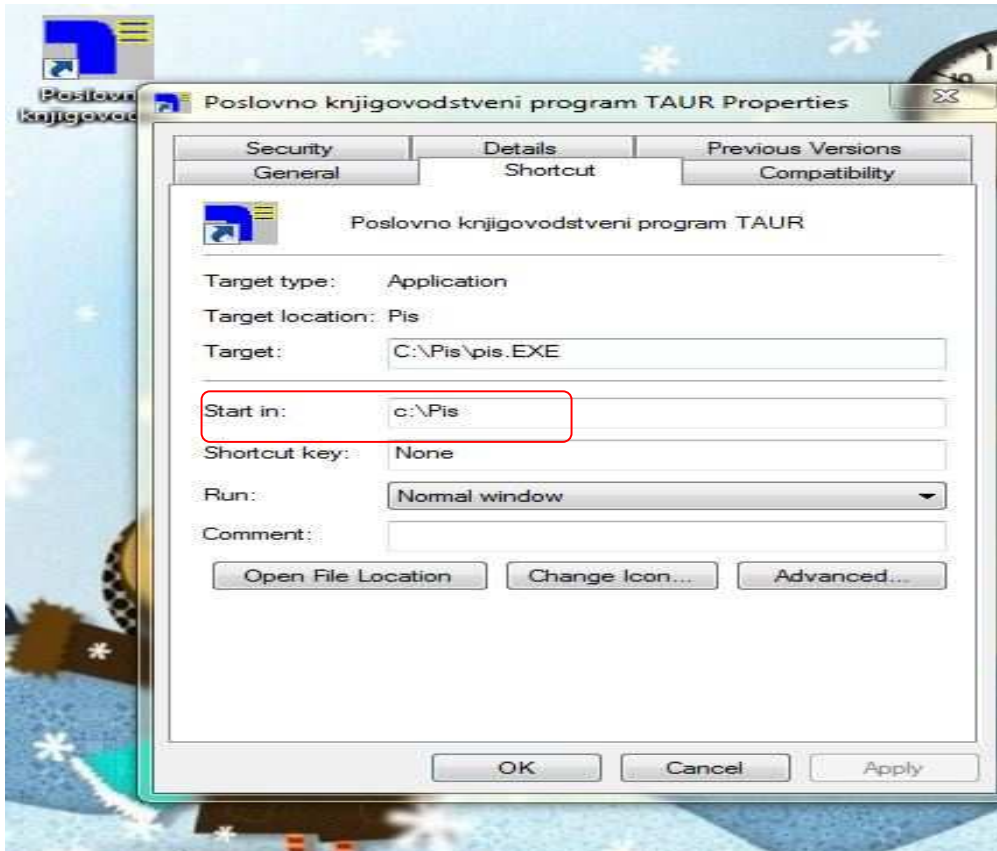 Poslovn
knjigovod
Poslovno knjigovodstveni program TAUR Properties
Security Details Previous Versions
General Shortcut Compatibility
Poslovno knjigovodstveni program TAUR
Target type: Application
Target location: Pis
Target: C:\Pis\pis.EXE
Start in: c:\Pis
Shortcut key: None
Run: Normal window
Comment:
Open File Location Change Icon... Advanced...
OK Cancel Apply